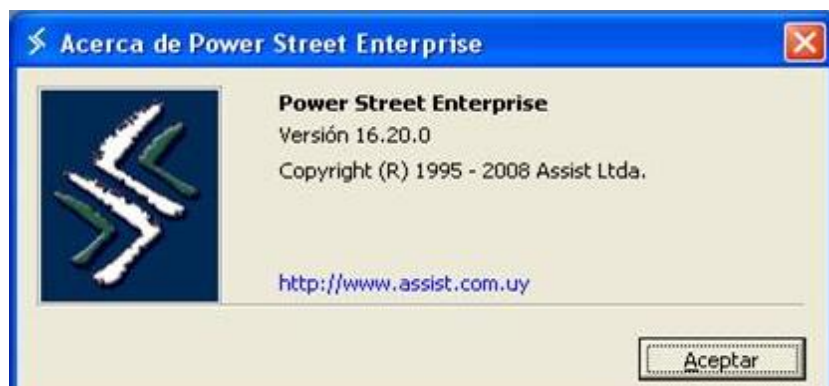 Acerca de Power Street Enterprise
Power Street Enterprise
Versión 16.20.0
Copyright (R) 1995 - 2008 Assist Ltda.
http://www.assist.com.uy
Aceptar